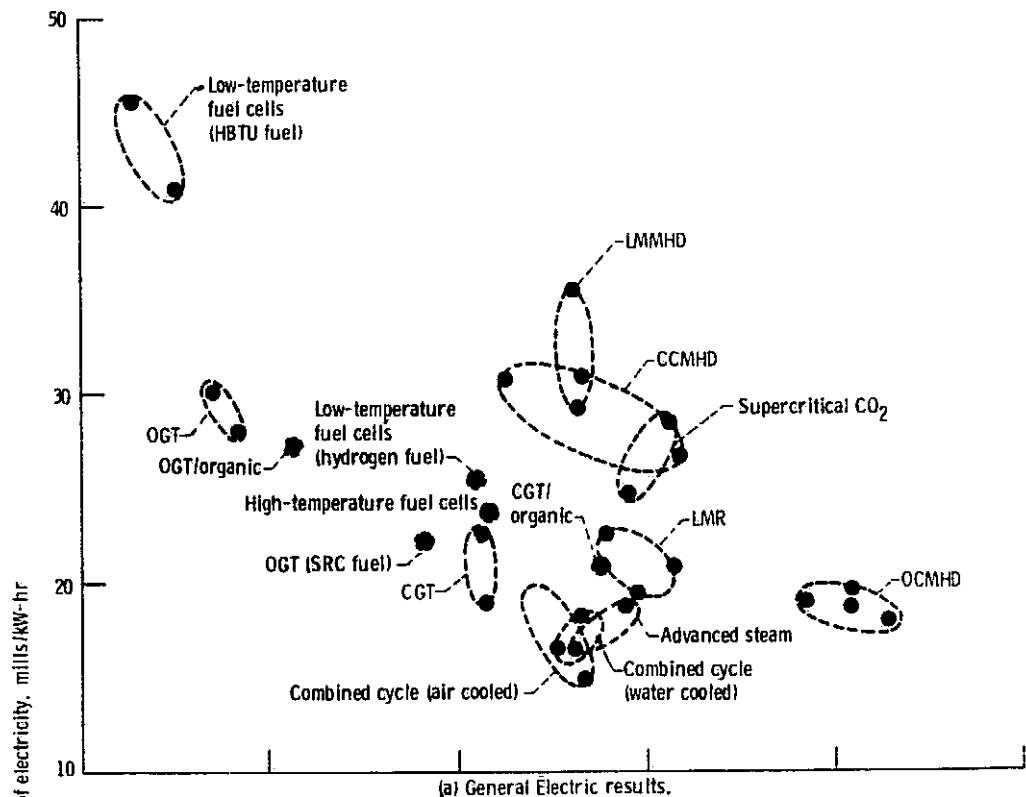 50
Low-temperature
fuel cells
(HBTU fuel)
40
LMMHD
CCMHD
30
Supercritical CO2
Low-temperature
fuel cells
(hydrogen fuel)
OGT
OGT/organic
High-temperature fuel cells
CGT/
organic
LMR
OGT (SRC fuel)
CGT
20
OCMHD
Advanced steam
Combined cycle
(water cooled)
Combined cycle (air cooled)
of electricity, mills/kW-hr
10
(a) General Electric results.